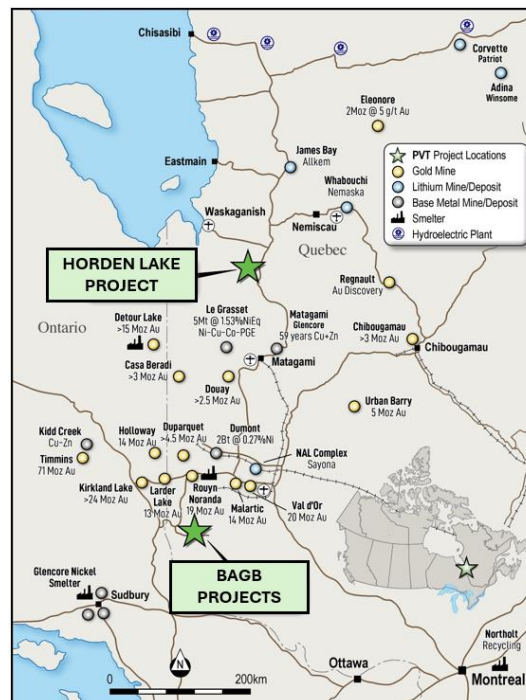 Chisasibi
Corvette
Patriot
Adina
Winsome
Eleonore
2Moz @ 5 g/t Au
PVT Project Locations
Gold Mine
Lithium Mine/Deposit
Base Metal Mine/Deposit
Smelter
Hydroelectric Plant
James Bay
Allkem
Eastmain
Whabouchi
Nemaska
Waskaganish
Nemiscau
Quebec
HORDEN LAKE
PROJECT
Regnault
Au Discovery
Ontario
Detour Lake
>15 Moz Au
Le Grasset
5Mt @ 1.53%NiEq
Ni-Cu-Co-PGE
Matagami
Glencore
59 years Cu+Zn
Chibougamau
>3 Moz Au
Chibougamau
Matagami
Casa Beradi
>3 Moz Au
Douay
>2.5 Moz Au
Urban Barry
5 Moz Au
Kidd Creek
Cu-Zn
Timmins
71 Moz Au
Holloway
14 Moz Au
Duparquet
>4.5 Moz Au
Dumont
2Bt @ 0.27%Ni
NAL Complex
Sayona
Kirkland Lake
>24 Moz Au
Larder
Lake
13 Moz Au
Rouyn
Noranda
19 Moz Au
Malartic
14 Moz Au
Val d'Or
20 Moz Au
BAGB
PROJECTS
Glencore Nickel
Smelter
Sudbury
N
0
200km
Ottawa
Northolt
Recycling
Montreal